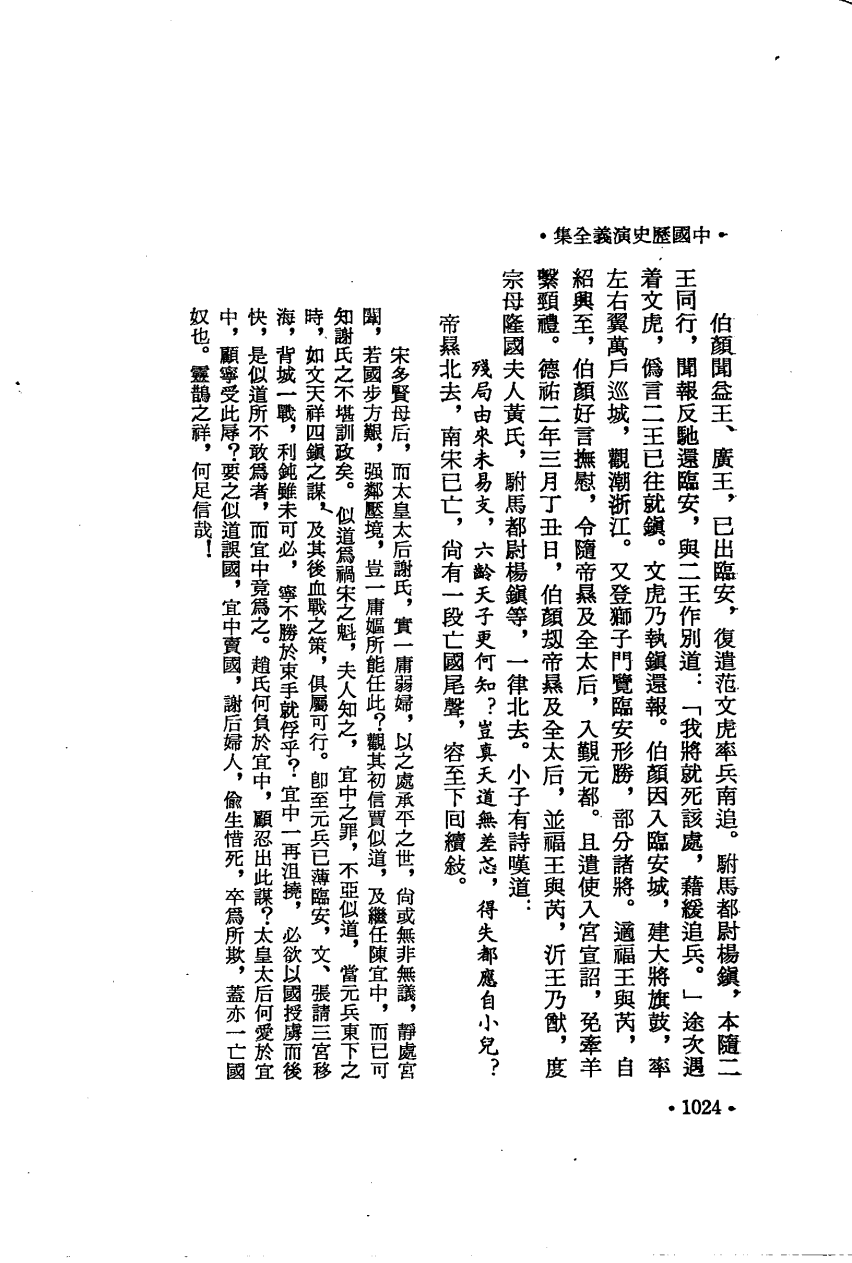 ·中國歷史演義全集·
伯顏聞益王、廣王，已出臨安，復遣范文虎率兵南追。駙馬都尉楊鎮，本隨二
王同行，聞報反馳還臨安，與二王作別道：「我將就死該處，藉緩追兵。」途次遇
着文虎，僞言二王已往就鎮。文虎乃執鎮還報。伯顏因入臨安城，建大將旗鼓，率
左右翼萬戶巡城，觀潮浙江。又登獅子門覽臨安形勝，部分諸將。適福王與芮，自
紹興至，伯顏好言撫慰，令隨帝㬎及全太后，入覲元都。且遣使入宮宣詔，免牽羊
繫頸禮。德祐二年三月丁丑日，伯顏刼帝㬎及全太后，並福王與芮，沂王乃猷，度
宗母隆國夫人黃氏，駙馬都尉楊鎮等，一律北去。小子有詩嘆道：
殘局由來未易支，六齡天子更何知？豈真天道無差忒，得失都應自小兒？
帝㬎北去，南宋已亡，尙有一段亡國尾聲，容至下回續敍。
宋多賢母后，而太皇太后謝氏，實一庸弱婦，以之處承平之世，尙或無非無議，靜處宮
闈，若國步方艱，强鄰壓境，豈一庸嫗所能任此？觀其初信賈似道，及繼任陳宜中，而已可
知謝氏之不堪訓政矣。似道爲禍宋之魁，夫人知之，宜中之罪，不亞似道，當元兵東下之
時，如文天祥四鎮之謀，及其後血戰之策，俱屬可行。卽至元兵已薄臨安，文、張請三宮移
海，背城一戰，利鈍雖未可必，寧不勝於束手就俘乎？宜中一再沮撓，必欲以國授虜而後
快，是似道所不敢爲者，而宜中竟爲之。趙氏何負於宜中，顧忍出此謀？太皇太后何愛於宜
中，顧寧受此辱？要之似道誤國，宜中賣國，謝后婦人，偸生惜死，卒爲所欺，蓋亦一亡國
奴也。靈鵲之祥，何足信哉！
·1024·